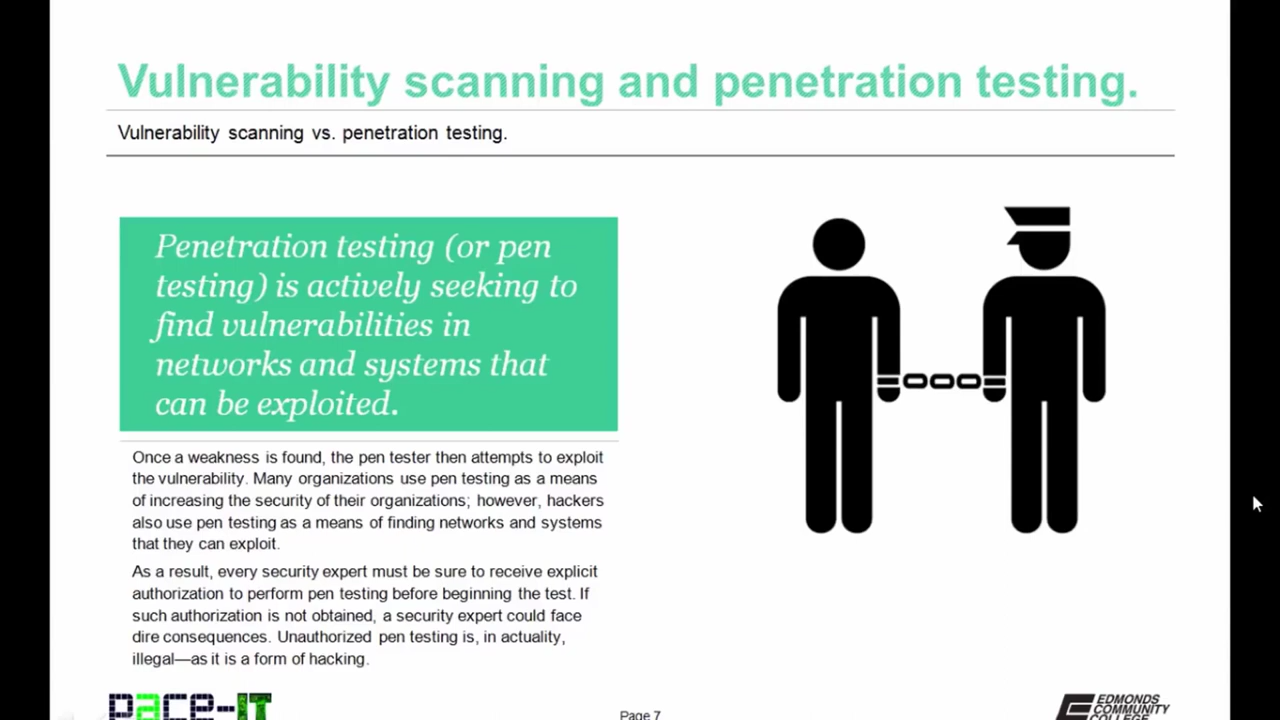 Vulnerability scanning and penetration testing.
Vulnerability scanning vs. penetration testing.
Penetration testing (or pen
testing) is actively seeking to
find vulnerabilities in
networks and systems that
can be exploited.
Once a weakness is found, the pen tester then attempts to exploit
the vulnerability. Many organizations use pen testing as a means
of increasing the security of their organizations; however, hackers
also use pen testing as a means of finding networks and systems
that they can exploit.
As a result, every security expert must be sure to receive explicit
authorization to perform pen testing before beginning the test. If
such authorization is not obtained, a security expert could face
dire consequences. Unauthorized pen testing is, in actuality,
illegal—as it is a form of hacking.
pace-IT
Page 7
EDMONDS
COMMUNITY
COLLEGE